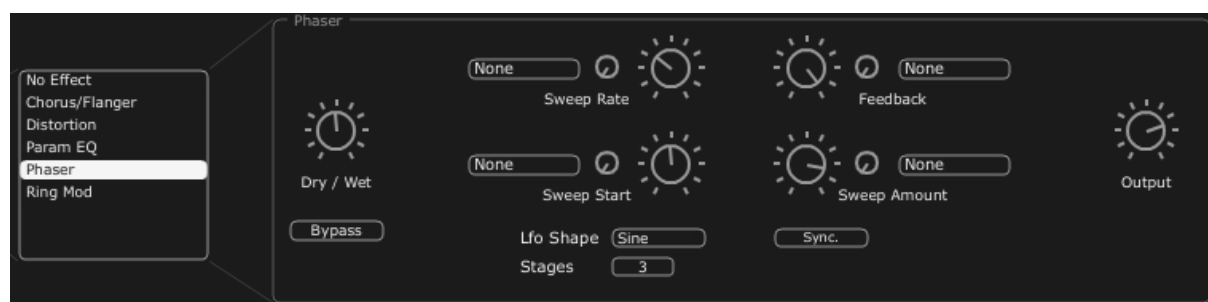 Phaser
No Effect
Chorus/Flanger
Distortion
Param EQ
Phaser
Ring Mod
Dry / Wet
Bypass
None
Sweep Rate
None
Feedback
None
Sweep Start
None
Sweep Amount
Output
Lfo Shape Sine
Sync.
Stages 3